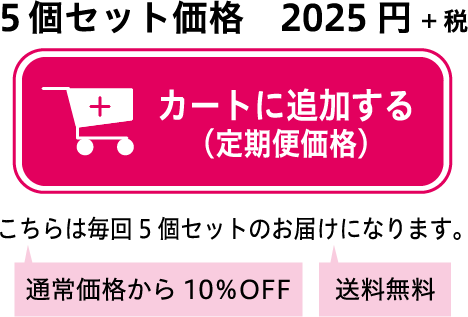 5個セット価格　2025円+税
カートに追加する
（定期便価格）
こちらは毎回5個セットのお届けになります。
通常価格から10％OFF
送料無料